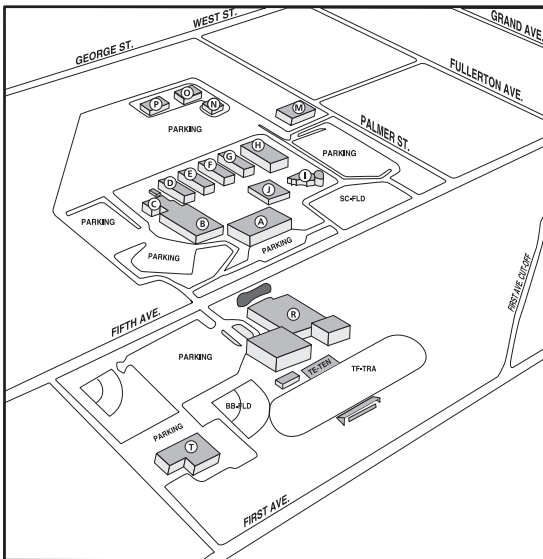 WEST ST.
GRAND AVE.
GEORGE ST.
FULLERTON AVE.
O
P
N
M
PARKING
PALMER ST.
H
G
F
E
D
PARKING
I
J
C
SC-FLD
PARKING
B
A
PARKING
PARKING
FIRST AVE. CUT-OFF
FIFTH AVE.
R
PARKING
TE-TEN
TF-TRA
BB-FLD
PARKING
T
FIRST AVE.